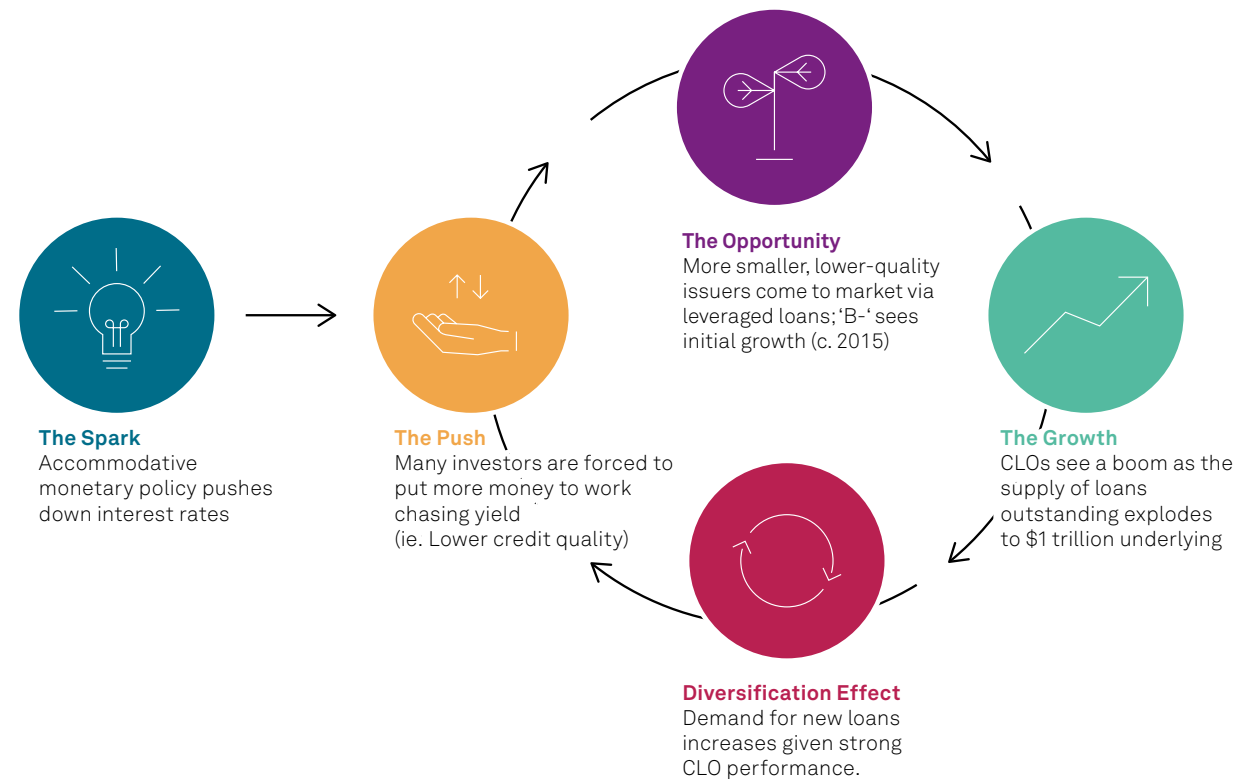 The Spark
Accommodative
monetary policy pushes
down interest rates
The Push
Many investors are forced to
put more money to work
chasing yield
(ie. Lower credit quality)
The Opportunity
More smaller, lower-quality
issuers come to market via
leveraged loans; ‘B-‘ sees
initial growth (c. 2015)
The Growth
CLOs see a boom as the
supply of loans
outstanding explodes
to $1 trillion underlying
Diversification Effect
Demand for new loans
increases given strong
CLO performance.